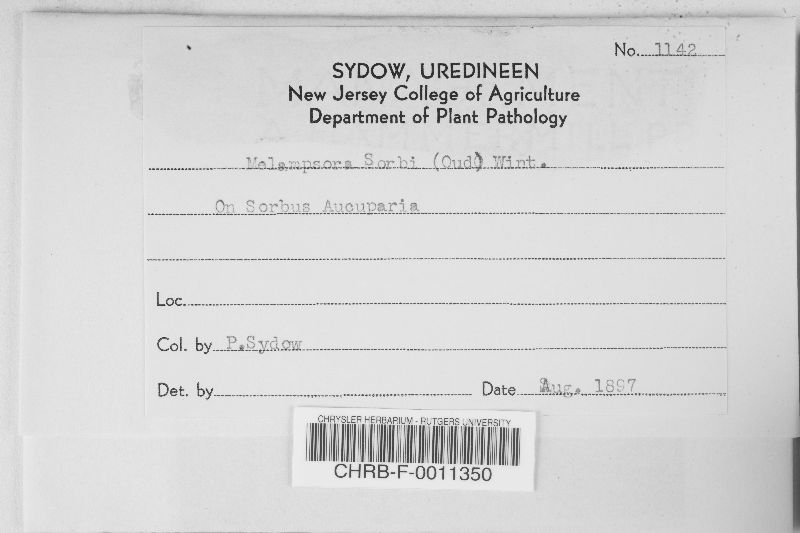 No. 1142
SYDOW, UREDINEEN
New Jersey College of Agriculture
Department of Plant Pathology
Melampsora Sorbi (Oud) Wint.
On Sorbus Aucuparia
Loc.
Col. by P.Sydow
Det. by Date Aug. 1897
CHRYSLER HERBARIUM - RUTGERS UNIVERSITY
CHRB-F-0011350